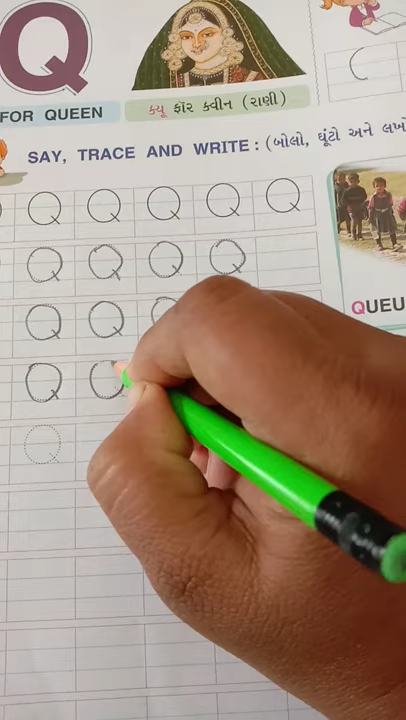 Q
FOR QUEEN
ક્યૂ ફૉર ક્વીન (રાણી)
SAY, TRACE AND WRITE : (બોલો, ઘૂંટો અને લખો
Q Q Q Q Q
Q Q Q Q
Q Q
QUEU
Q
Q